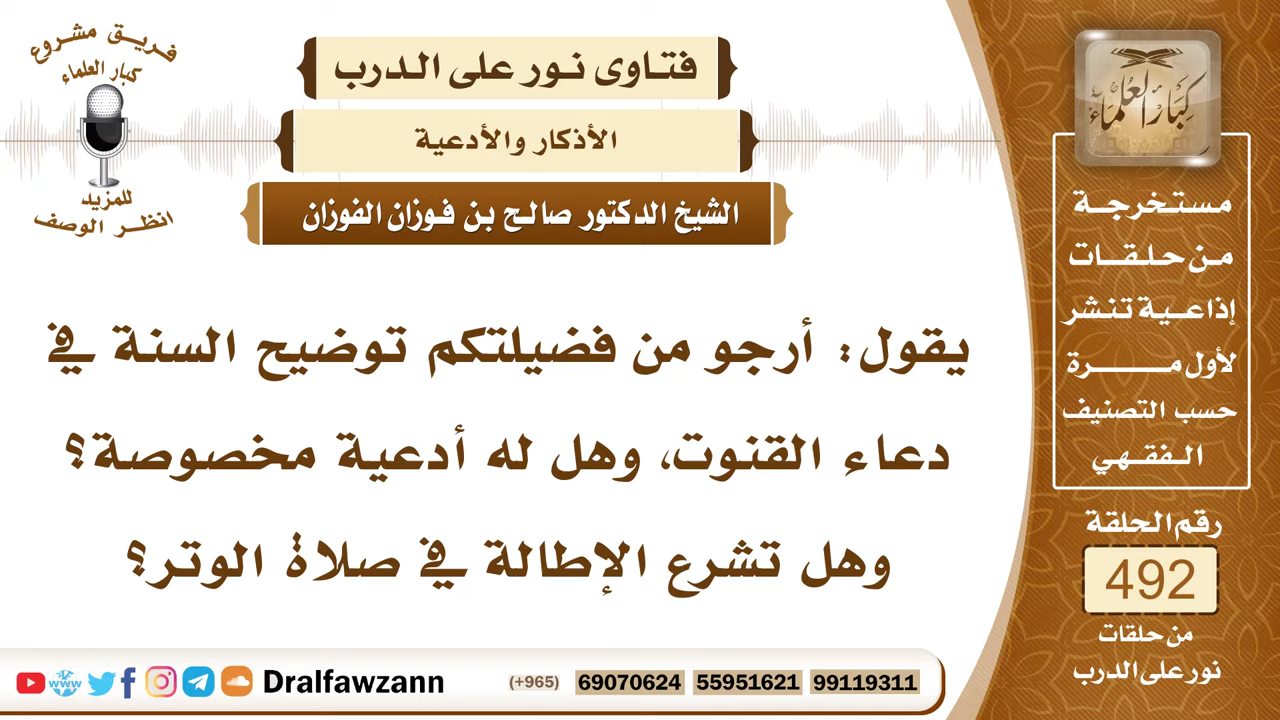 فريق مشروع
كبار العلماء
للمزيد
انظر الوصف
فتاوى نور على الدرب
الأذكار والأدعية
الشيخ الدكتور صالح بن فوزان الفوزان
يقول: أرجو من فضيلتكم توضيح السنة في
دعاء القنوت، وهل له أدعية مخصوصة؟
وهل تشرع الإطالة في صلاة الوتر؟
كبار العلماء
مستخرجة
من حلقات
إذاعية تنشر
لأول مرة
حسب التصنيف
الفقهي
رقم الحلقة
492
من حلقات
نور على الدرب
www
Dralfawzann
(+965) 69070624 55951621 99119311